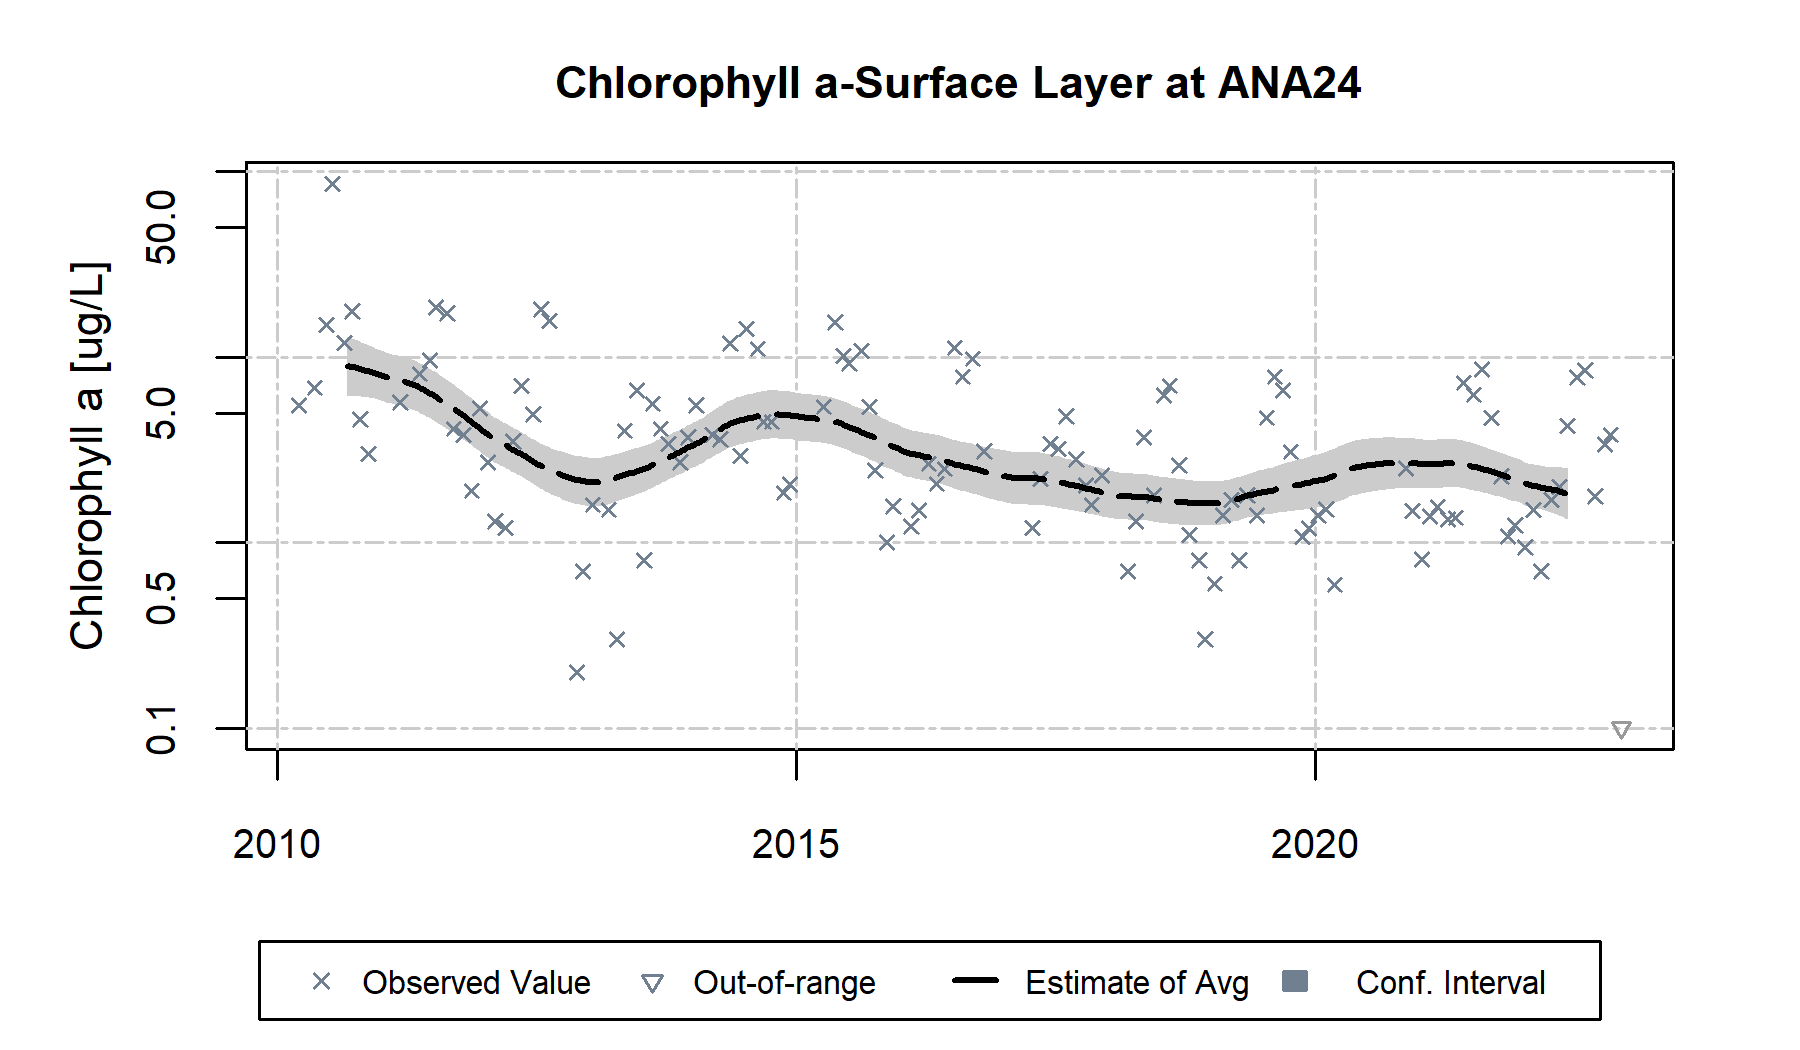 Chlorophyll a-Surface Layer at ANA24
Chlorophyll a [ug/L]
50.0
5.0
0.5
0.1
2010 2015 2020
Observed Value Out-of-range Estimate of Avg Conf. Interval